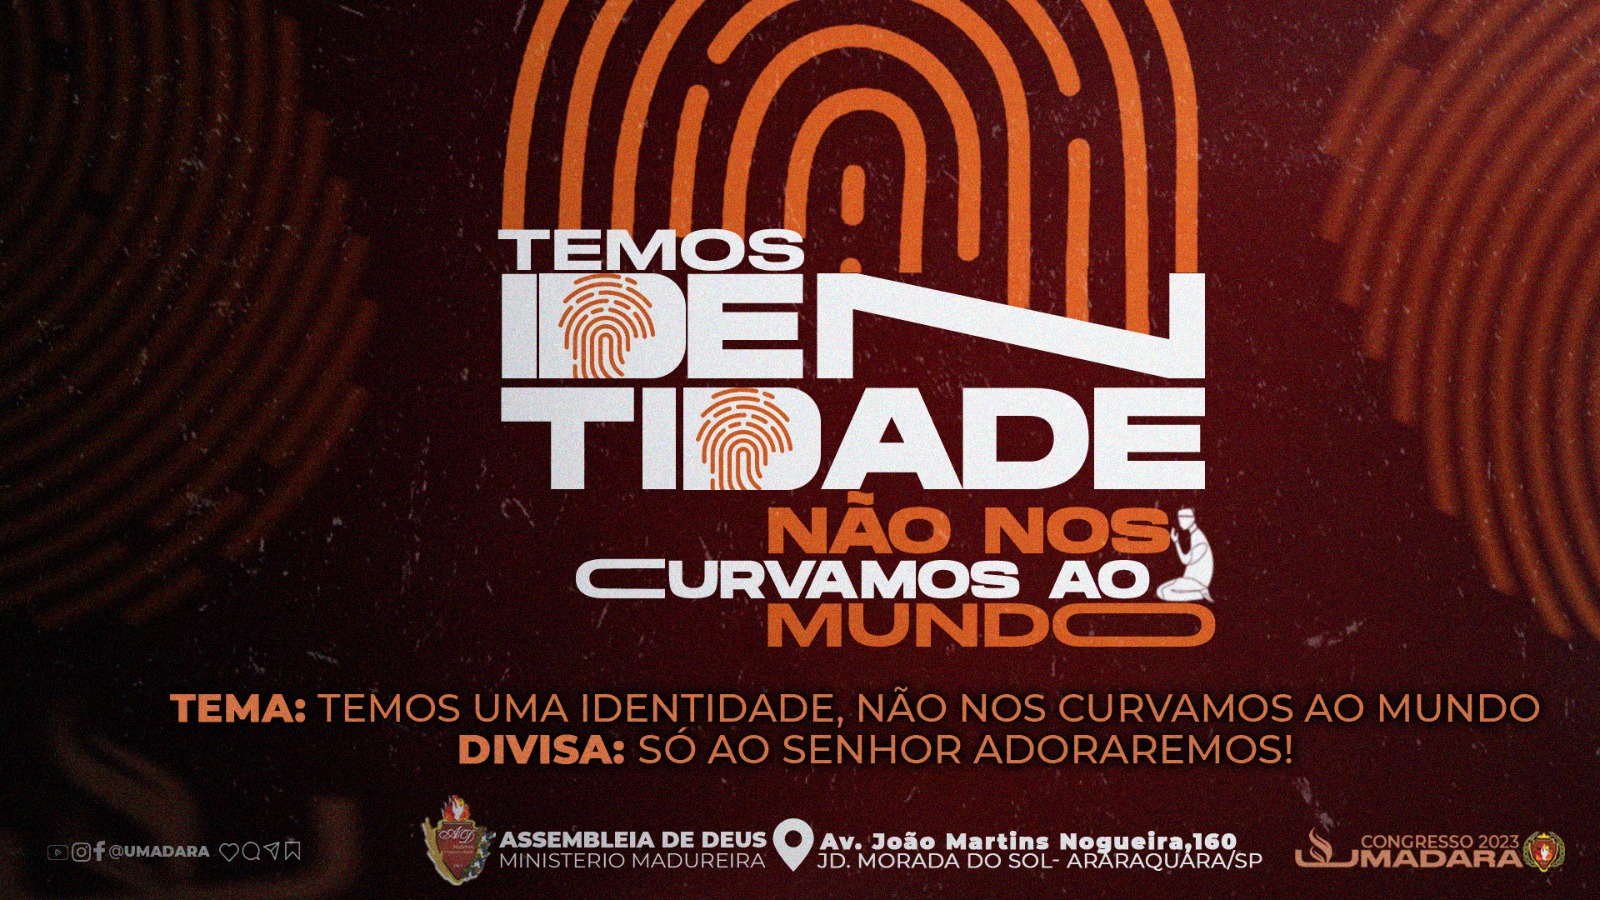 TEMOS
IDEN
TIDADE
NÃO NOS
CURVAMOS AO
MUNDO
TEMA: TEMOS UMA IDENTIDADE, NÃO NOS CURVAMOS AO MUNDO
DIVISA: SÓ AO SENHOR ADORAREMOS!
@UMADARA
AD
ASSEMBLEIA DE DEUS
MINISTERIO MADUREIRA
Av. João Martins Nogueira,160
JD. MORADA DO SOL- ARARAQUARA/SP
CONGRESSO 2023
UMADARA